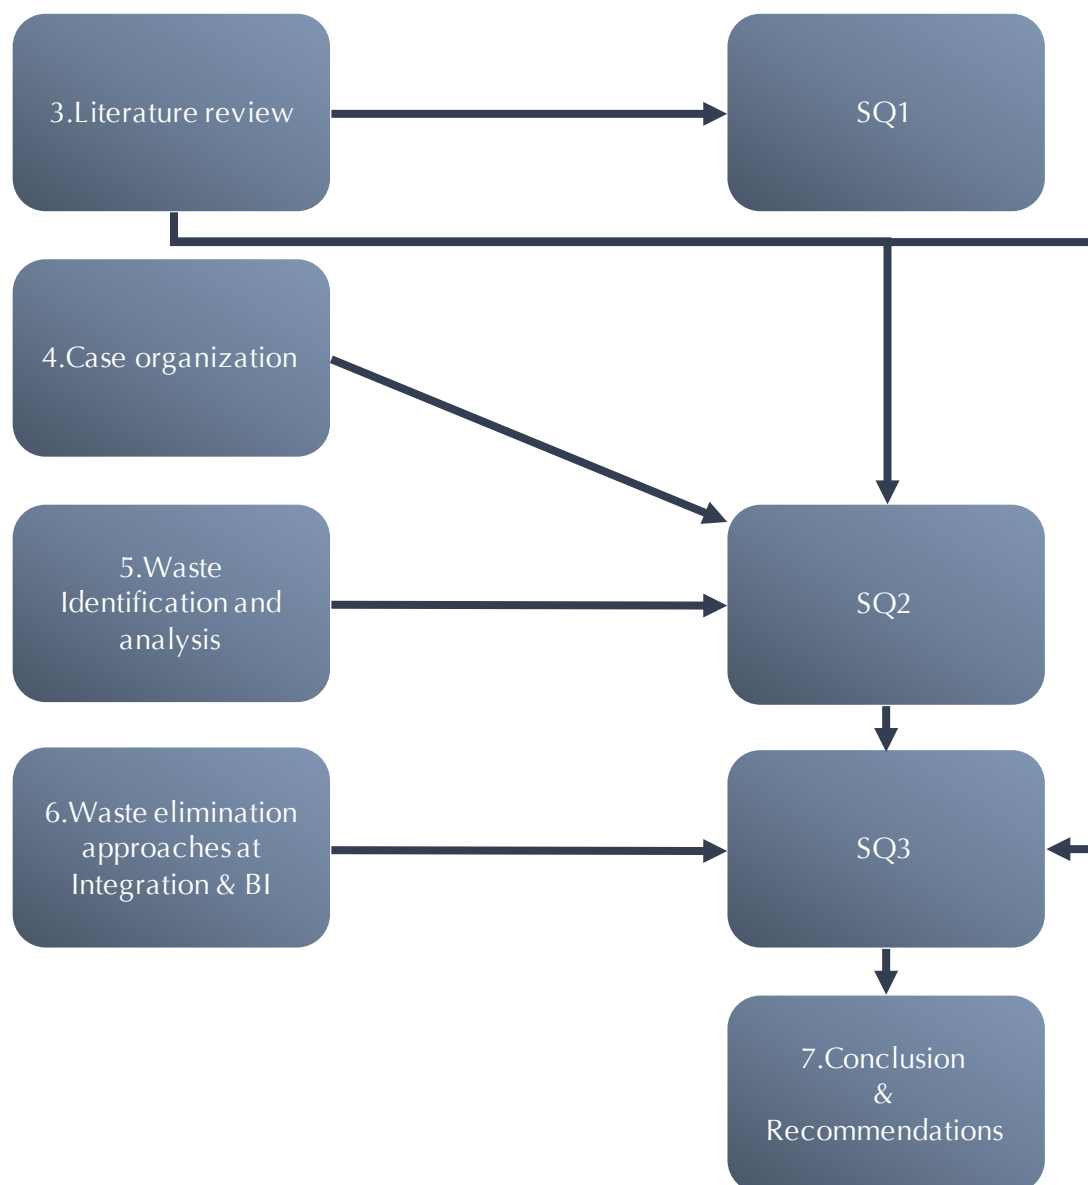 3.Literature review
SQ1
4.Case organization
5.Waste
Identification and
analysis
SQ2
6.Waste elimination
approaches at
Integration & BI
SQ3
7.Conclusion
&
Recommendations